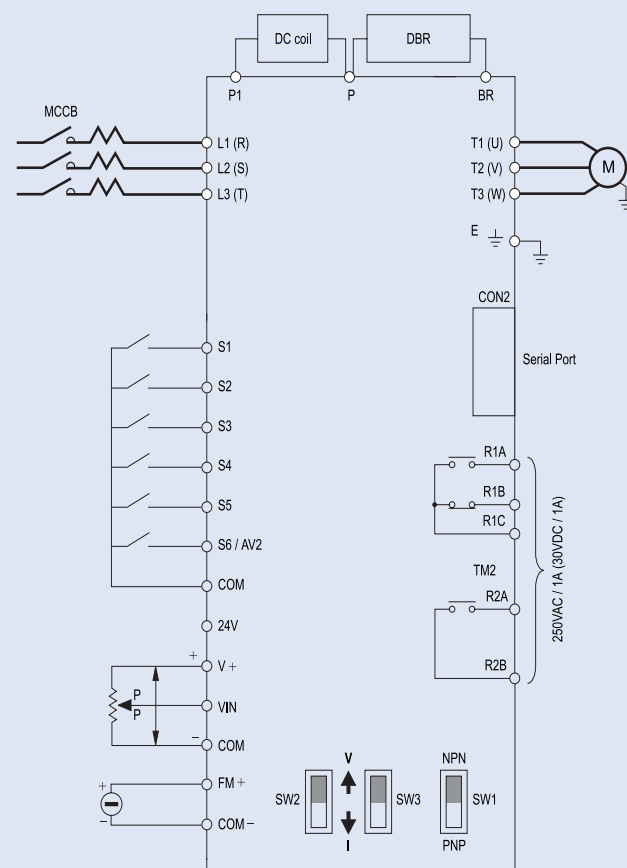 DC coil
DBR
P1
P
BR
MCCB
L1 (R)
L2 (S)
L3 (T)
T1 (U)
T2 (V)
T3 (W)
M
E
CON2
Serial Port
S1
S2
S3
S4
S5
S6 / AV2
COM
24V
+
V +
P
P
VIN
−
COM
+
FM +
−
COM −
R1A
R1B
R1C
TM2
R2A
R2B
250VAC / 1A (30VDC / 1A)
V
NPN
SW2
SW3
SW1
I
PNP